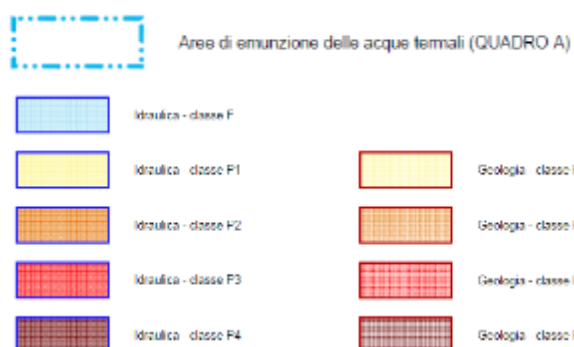 Aree di emunzione delle acque termali (QUADRO A)
Idraulica - classe F
Idraulica - classe P1
Geologia - classe
Idraulica - classe P2
Geologia - classe
Idraulica - classe P3
Geologia - classe
Idraulica - classe P4
Geologia - classe